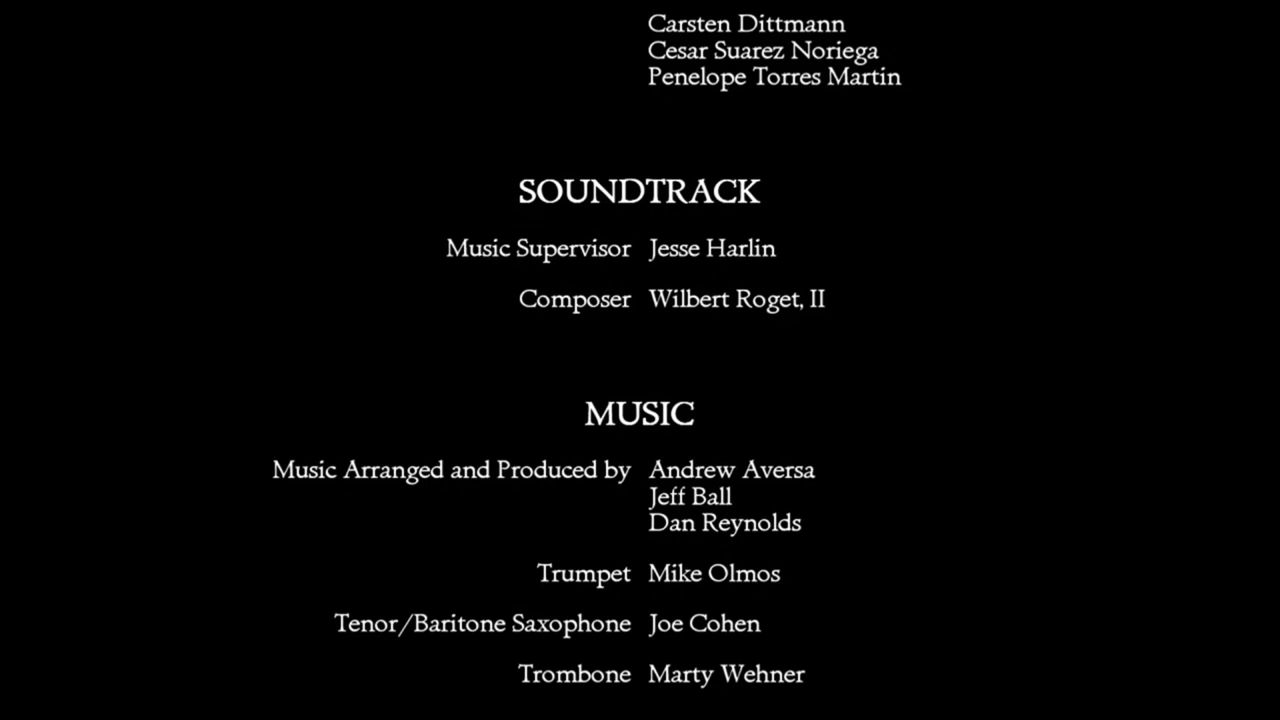 Carsten Dittmann
Cesar Suarez Noriega
Penelope Torres Martin
SOUNDTRACK
Music Supervisor Jesse Harlin
Composer Wilbert Roget, II
MUSIC
Music Arranged and Produced by Andrew Aversa
Jeff Ball
Dan Reynolds
Trumpet Mike Olmos
Tenor/Baritone Saxophone Joe Cohen
Trombone Marty Wehner